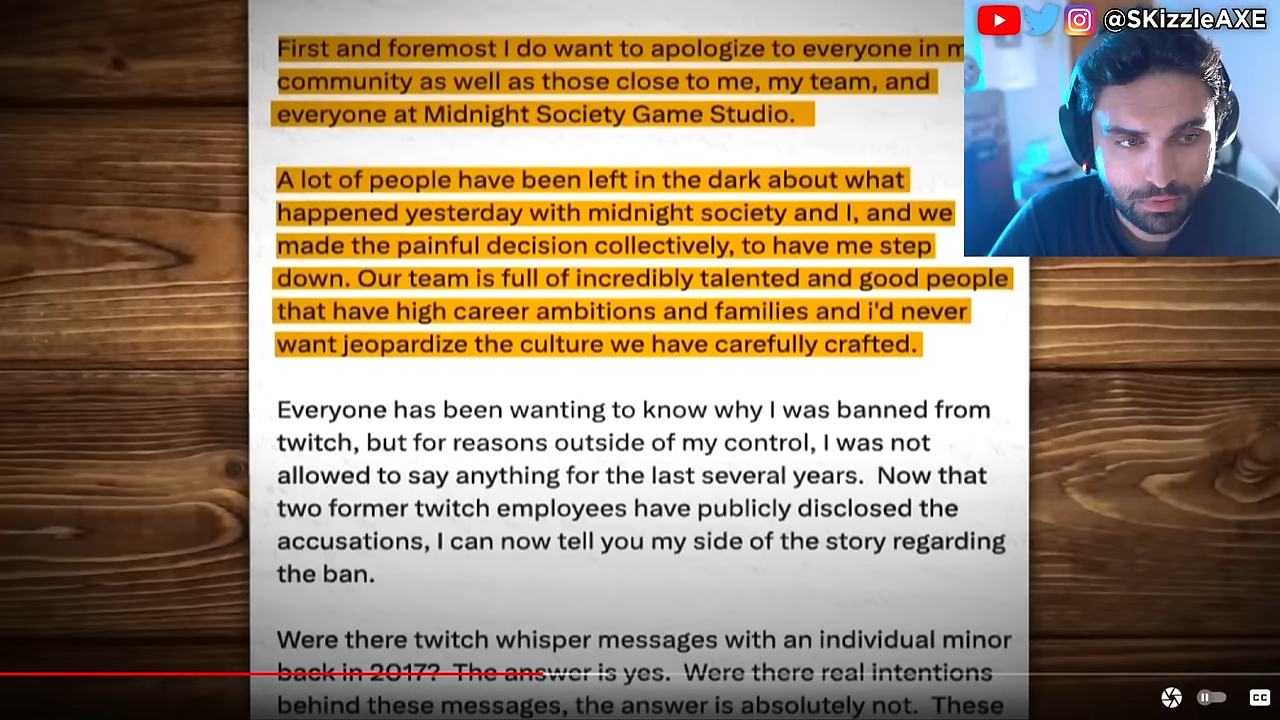 @SKizzleAXE
First and foremost I do want to apologize to everyone in
community as well as those close to me, my team, and
everyone at Midnight Society Game Studio.
A lot of people have been left in the dark about what
happened yesterday with midnight society and I, and we
made the painful decision collectively, to have me step
down. Our team is full of incredibly talented and good people
that have high career ambitions and families and i'd never
want jeopardize the culture we have carefully crafted.
Everyone has been wanting to know why I was banned from
twitch, but for reasons outside of my control, I was not
allowed to say anything for the last several years. Now that
two former twitch employees have publicly disclosed the
accusations, I can now tell you my side of the story regarding
the ban.
Were there twitch whisper messages with an individual minor
back in 2017? The answer is yes. Were there real intentions
behind these messages, the answer is absolutely not. These
CC